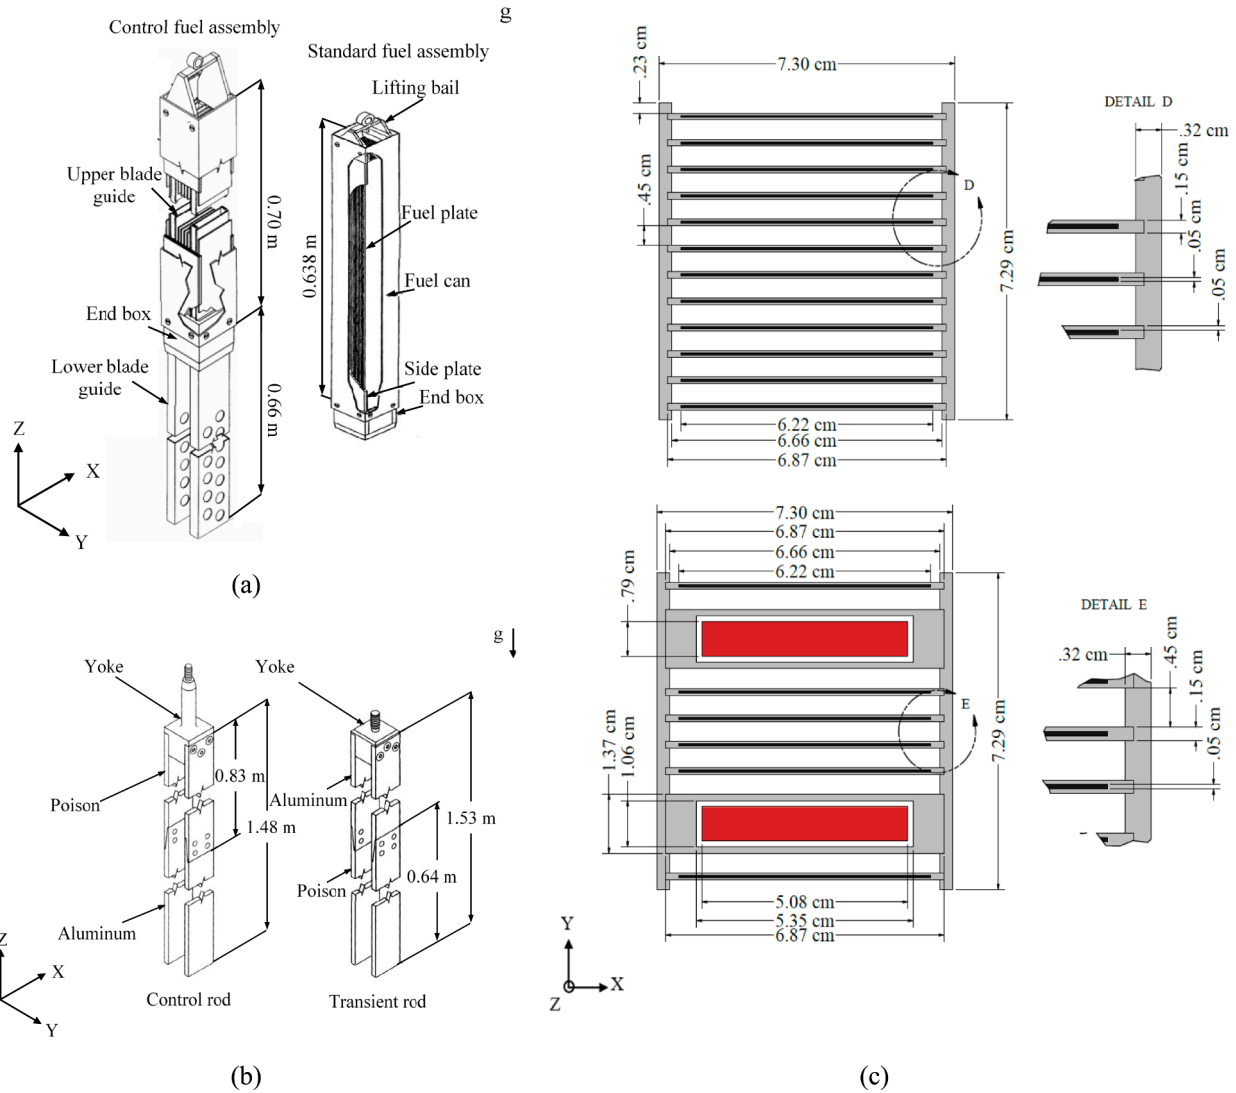 Control fuel assembly
Standard fuel assembly
Lifting bail
Upper blade
guide
0.70 m
0.638 m
Fuel plate
Fuel can
End box
Lower blade
guide
0.66 m
Side plate
End box
Z
X
Y
(a)
g
g
Yoke
Yoke
Poison
0.83 m
1.48 m
Aluminum
Aluminum
1.53 m
Poison
0.64 m
Z
X
Y
Control rod
Transient rod
(b)
.23 cm
7.30 cm
.45 cm
D
7.29 cm
6.22 cm
6.66 cm
6.87 cm
DETAIL D
.32 cm
.15 cm
.05 cm
.05 cm
7.30 cm
6.87 cm
6.66 cm
6.22 cm
.79 cm
E
7.29 cm
1.37 cm
1.06 cm
5.08 cm
5.35 cm
6.87 cm
DETAIL E
.32 cm
.45 cm
.15 cm
.05 cm
Y
X
Z
(c)